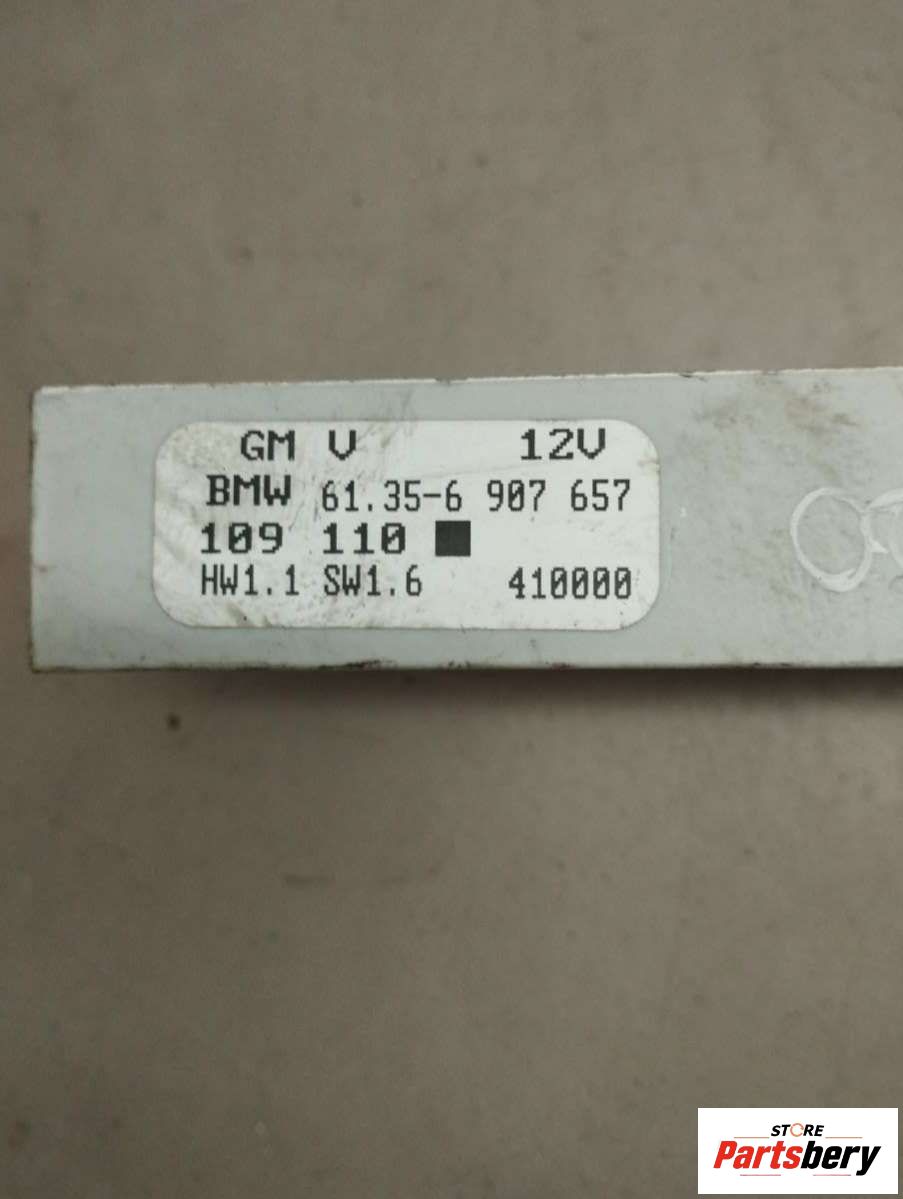 GM V 12V
BMW 61.35-6 907 657
109 110
HW1.1 SW1.6 410000
STORE
Partsbery